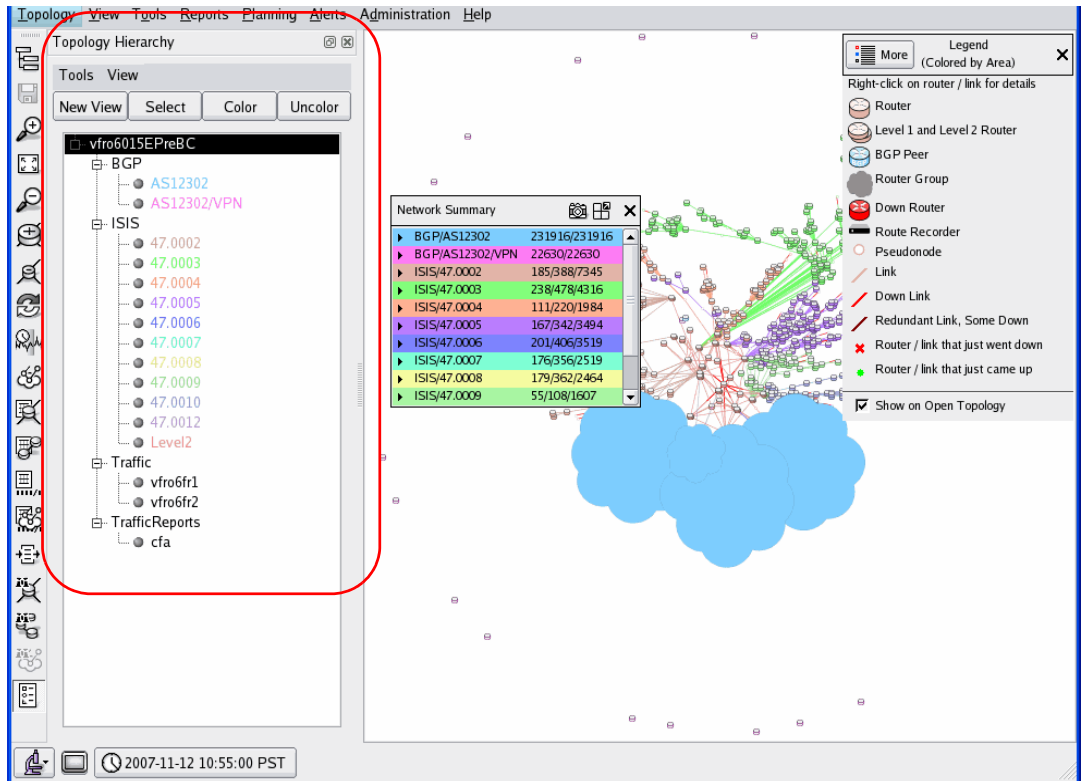 Topology View Tools Reports Planning Alerts Administration Help
Topology Hierarchy
Tools View
New View Select Color Uncolor
vfro6015EPreBC
BGP
AS12302
AS12302/VPN
ISIS
47.0002
47.0003
47.0004
47.0005
47.0006
47.0007
47.0008
47.0009
47.0010
47.0012
Level2
Traffic
vfro6fr1
vfro6fr2
TrafficReports
cfa
Network Summary
BGP/AS12302 231916/231916
BGP/AS12302/VPN 22630/22630
ISIS/47.0002 185/388/7345
ISIS/47.0003 238/478/4316
ISIS/47.0004 111/220/1984
ISIS/47.0005 167/342/3494
ISIS/47.0006 201/406/3519
ISIS/47.0007 176/356/2519
ISIS/47.0008 179/362/2464
ISIS/47.0009 55/108/1607
More
Legend
(Colored by Area)
Right-click on router / link for details
Router
Level 1 and Level 2 Router
BGP Peer
Router Group
Down Router
Route Recorder
Pseudonode
Link
Down Link
Redundant Link, Some Down
Router / link that just went down
Router / link that just came up
Show on Open Topology
2007-11-12 10:55:00 PST